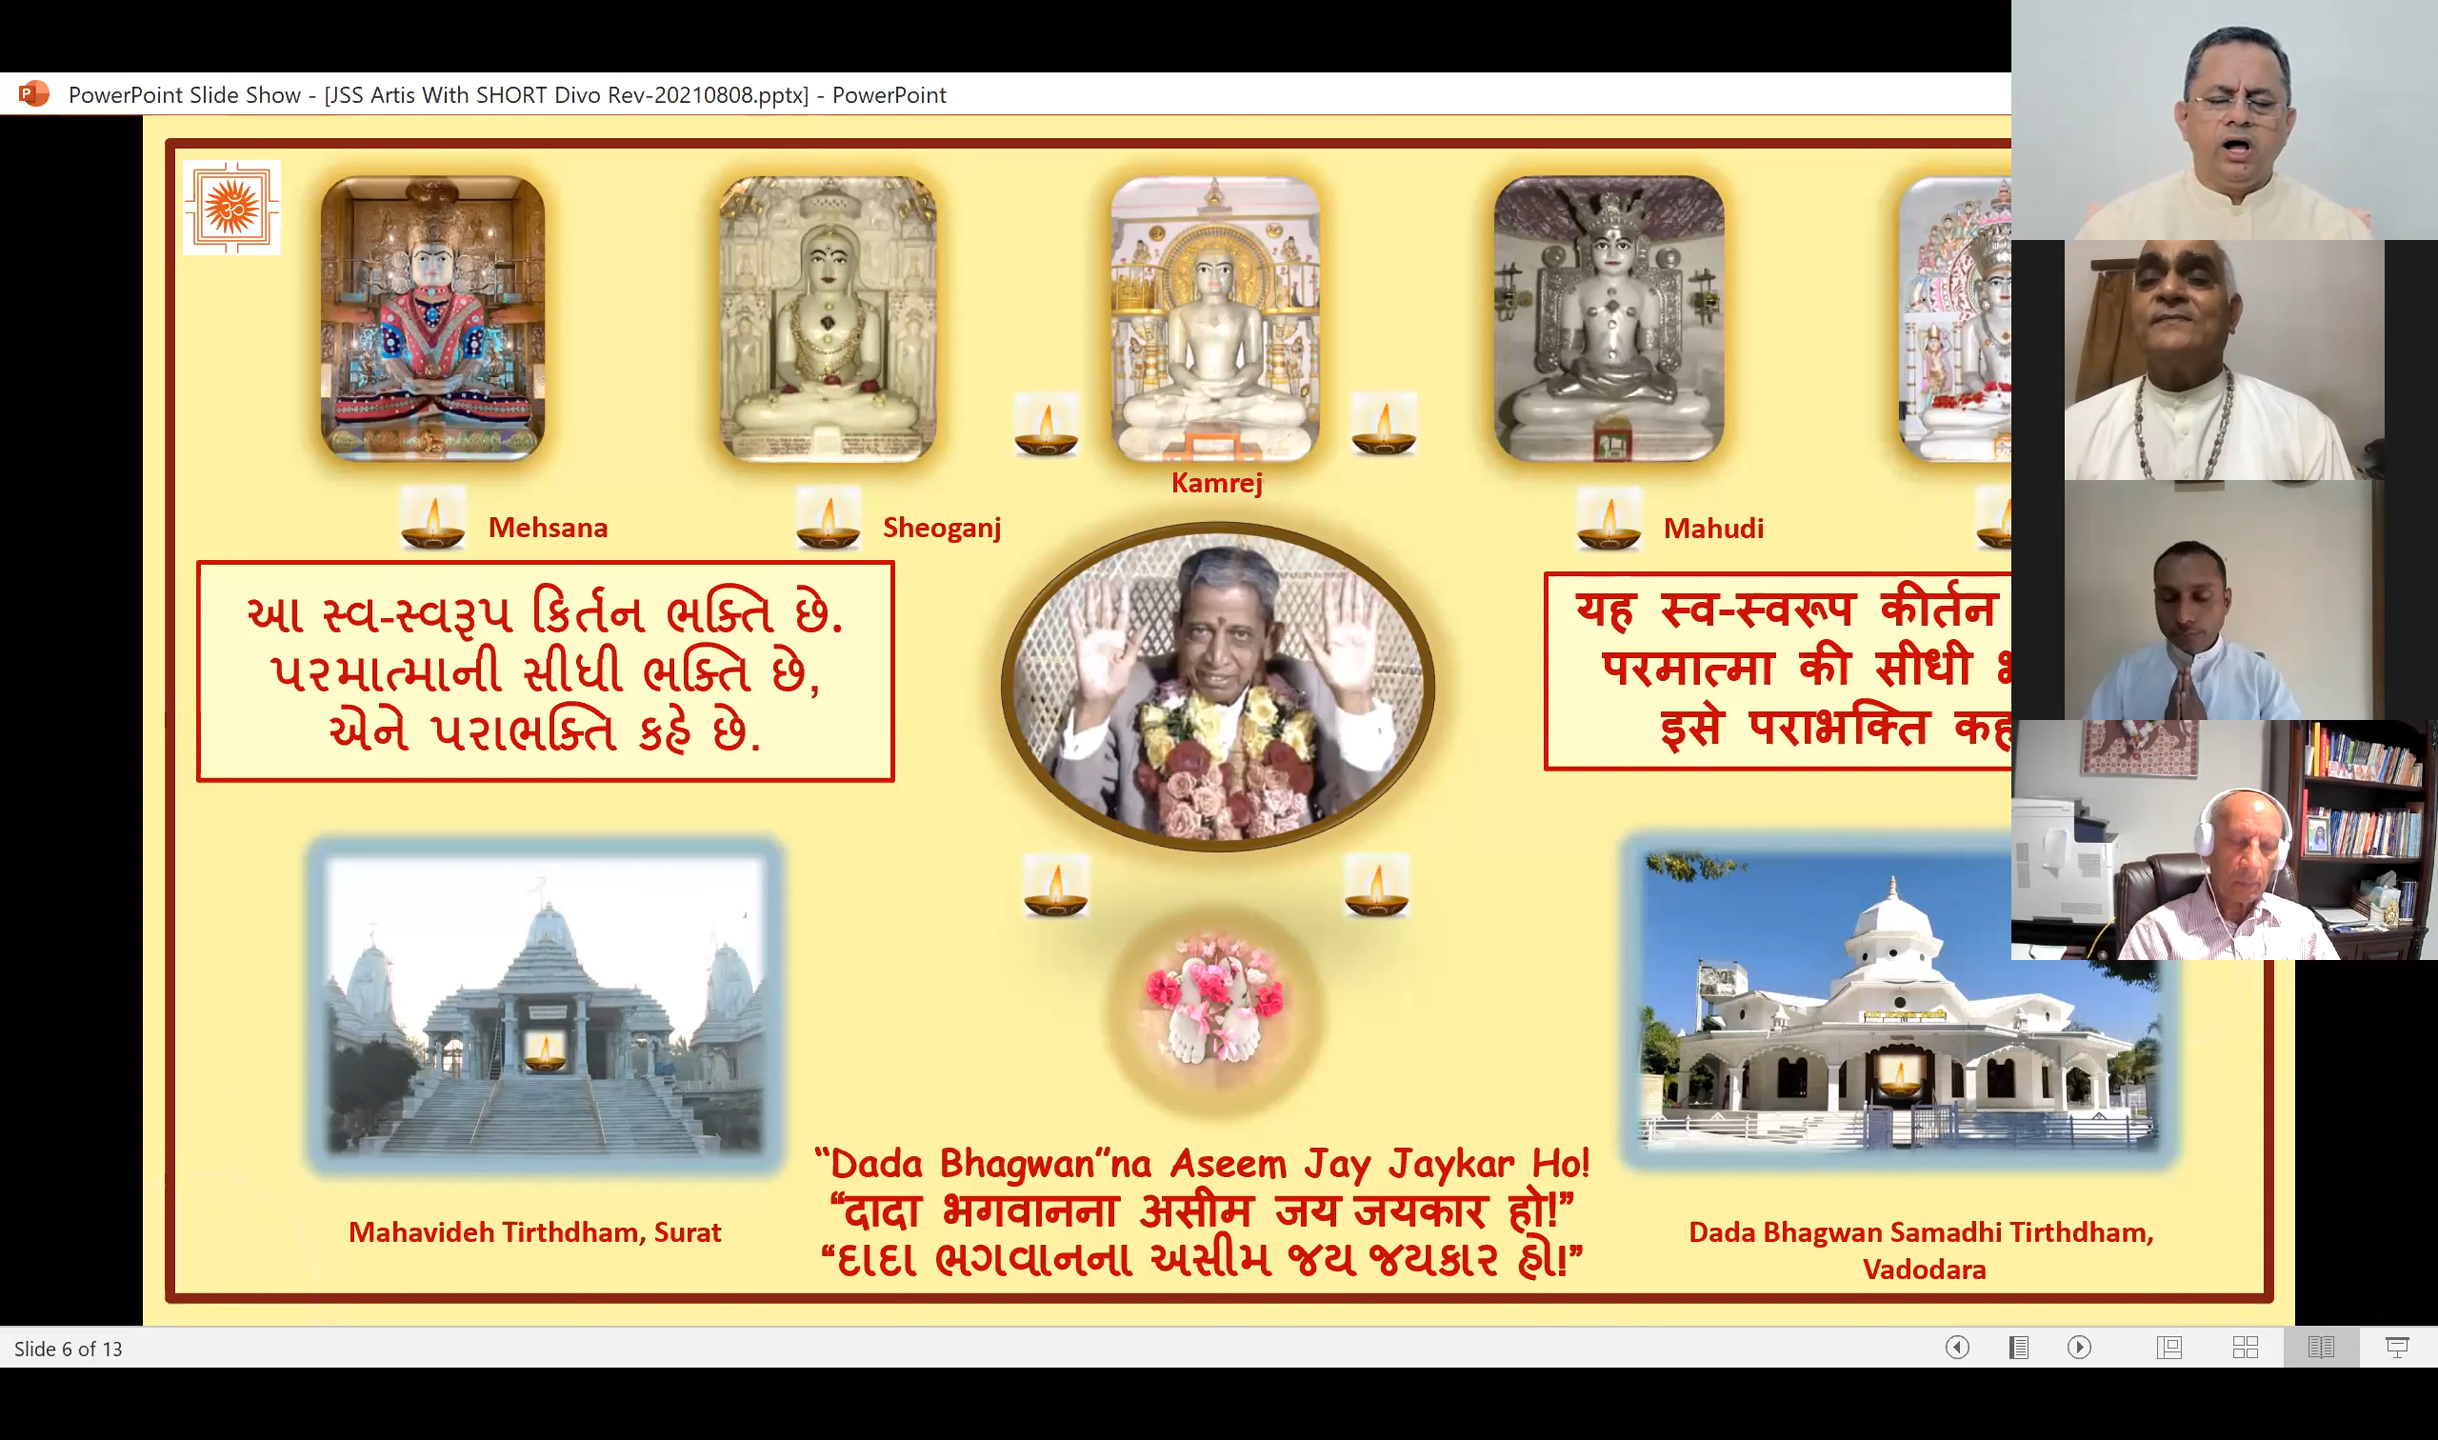 PowerPoint Slide Show - [JSS Artis With SHORT Divo Rev-20210808.pptx] - PowerPoint
ॐ
Kamrej
Mehsana
Sheoganj
Mahudi
આ સ્વ-સ્વરૂપ કિર્તન ભક્તિ છે.
પરમાત્માની સીધી ભક્તિ છે,
એને પરાભક્તિ કહે છે.
यह स्व-स्वरूप कीर्तन
परमात्मा की सीधी
इसे पराभक्ति
“Dada Bhagwan”na Aseem Jay Jaykar Ho!
“दादा भगवानना असीम जय जयकार हो!”
“દાદા ભગવાનના અસીમ જય જયકાર હો!”
Mahavideh Tirthdham, Surat
Dada Bhagwan Samadhi Tirthdham,
Vadodara
Slide 6 of 13